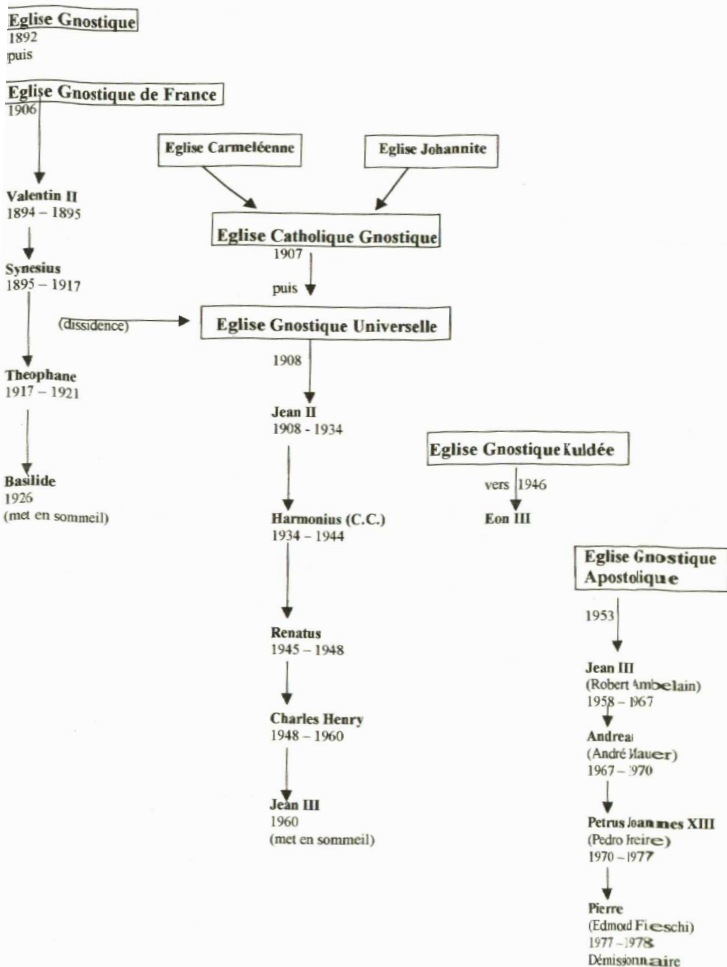 Eglise Gnostique
1892
puis
Eglise Gnostique de France
1906
Valentin II
1894 – 1895
Synesius
1895 – 1917
(dissidence)
Theophane
1917 – 1921
Basilide
1926
(met en sommeil)
Eglise Carmeléenne
Eglise Johannite
Eglise Catholique Gnostique
1907
puis
Eglise Gnostique Universelle
1908
Jean II
1908 - 1934
Harmonius (C.C.)
1934 – 1944
Renatus
1945 – 1948
Charles Henry
1948 – 1960
Jean III
1960
(met en sommeil)
Eglise Gnostique Kuldée
vers 1946
Eon III
Eglise Gnostique
Apostolique
1953
Jean III
(Robert Ambelain)
1958 – 1967
Andrea
(André Mauer)
1967 – 1970
Petrus Joannes XIII
(Pedro Freire)
1970 – 1977
Pierre
(Edmond Fieschi)
1977 – 1978
Démissionnaire